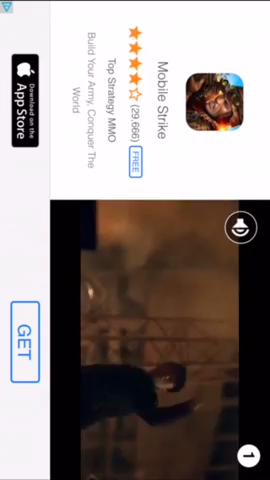 Mobile Strike
★★★★☆ (29,666) FREE
Top Strategy MMO
Build Your Army, Conquer The
World
Download on the
App Store
GET
1